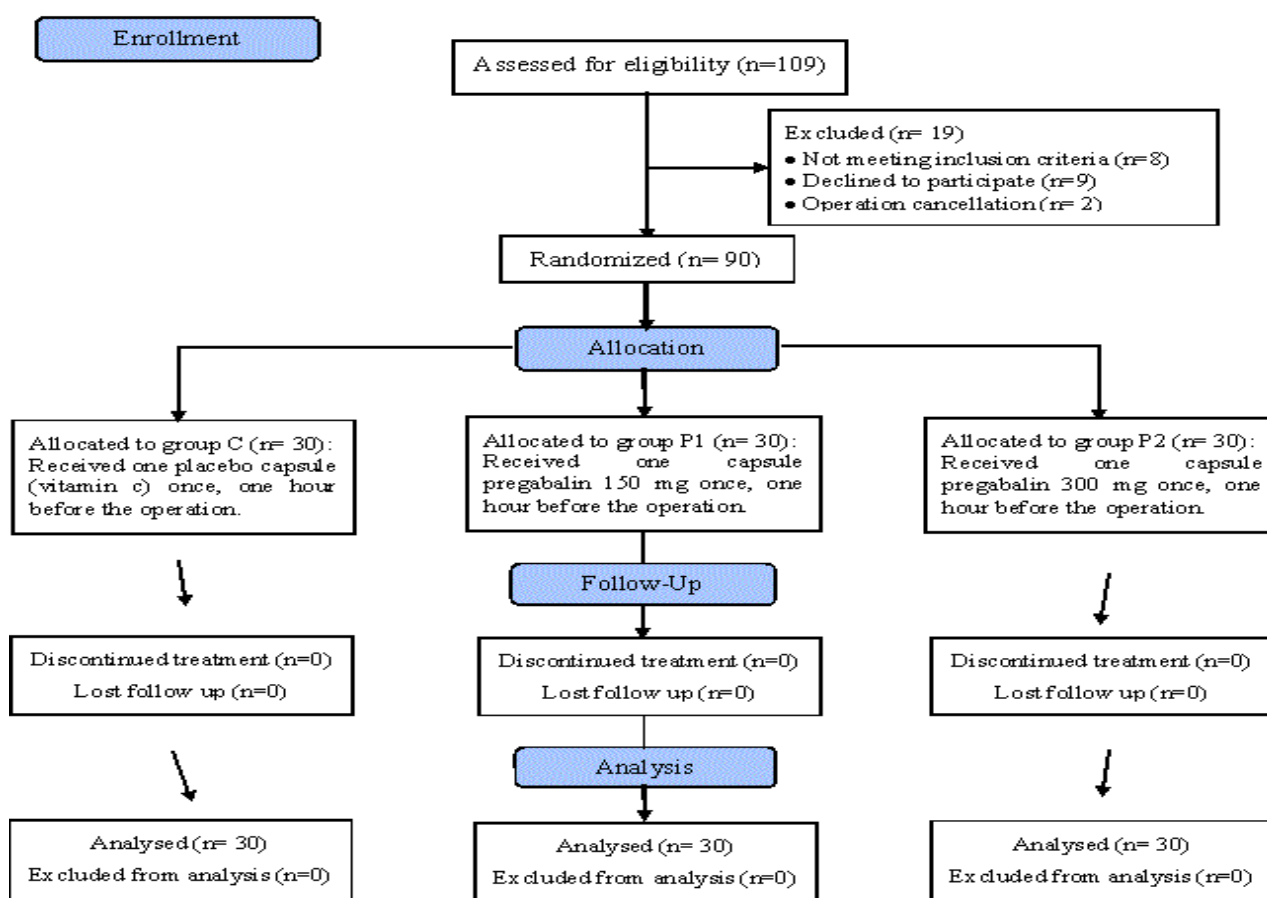 Enrollment
Assessed for eligibility (n=109)
Excluded (n= 19)
● Not meeting inclusion criteria (n=8)
● Declined to participate (n=9)
● Operation cancellation (n= 2)
Randomized (n= 90)
Allocation
Allocated to group C (n= 30):
Received one placebo capsule
(vitamin c) once, one hour
before the operation.
Allocated to group P1 (n= 30):
Received one capsule
pregabalin 150 mg once, one
hour before the operation.
Allocated to group P2 (n= 30):
Received one capsule
pregabalin 300 mg once, one
hour before the operation.
Follow-Up
Discontinued treatment (n=0)
Lost follow up (n=0)
Discontinued treatment (n=0)
Lost follow up (n=0)
Discontinued treatment (n=0)
Lost follow up (n=0)
Analysis
Analysed (n= 30)
Excluded from analysis (n=0)
Analysed (n= 30)
Excluded from analysis (n=0)
Analysed (n= 30)
Excluded from analysis (n=0)